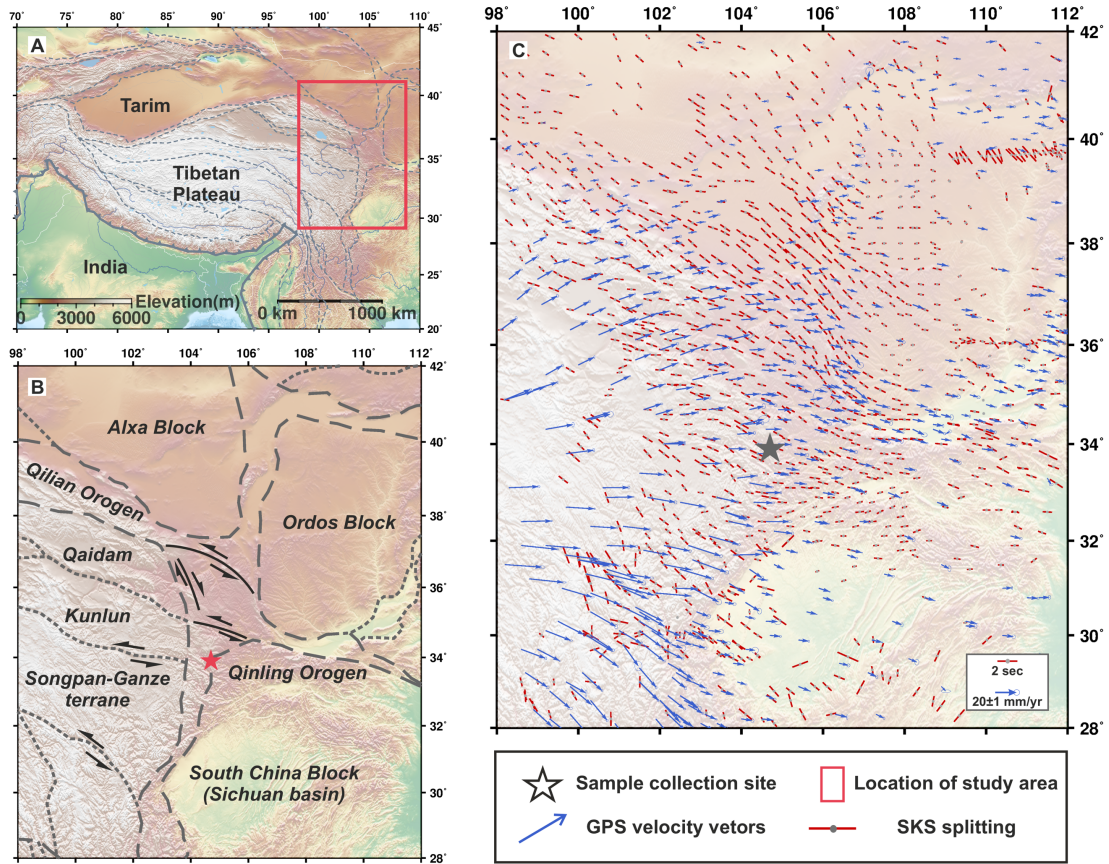 70° 75° 80° 85° 90° 95° 100° 105° 110°
A
45°
40°
35°
30°
25°
20°
Tarim
Tibetan
Plateau
India
Elevation(m)
0 3000 6000
0 km 1000 km
98° 100° 102° 104° 106° 108° 110° 112°
B
42°
40°
38°
36°
34°
32°
30°
28°
Alxa Block
Qilian Orogen
Ordos Block
Qaidam
Kunlun
Qinling Orogen
Songpan-Ganze
terrane
South China Block
(Sichuan basin)
98° 100° 102° 104° 106° 108° 110° 112°
C
42°
40°
38°
36°
34°
32°
30°
28°
2 sec
20±1 mm/yr
Sample collection site
Location of study area
GPS velocity vetors
SKS splitting